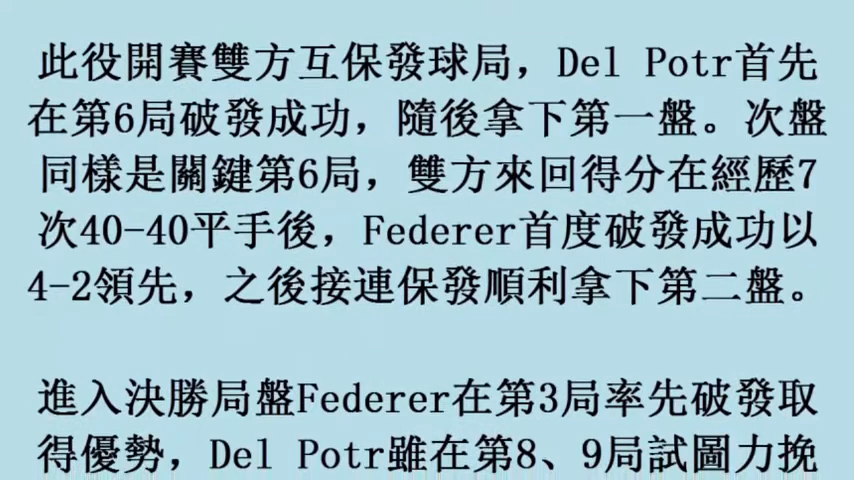 此役開賽雙方互保發球局，Del Potr首先
在第6局破發成功，隨後拿下第一盤。次盤
同樣是關鍵第6局，雙方來回得分在經歷7
次40-40平手後，Federer首度破發成功以
4-2領先，之後接連保發順利拿下第二盤。
進入決勝局盤Federer在第3局率先破發取
得優勢，Del Potr雖在第8、9局試圖力挽